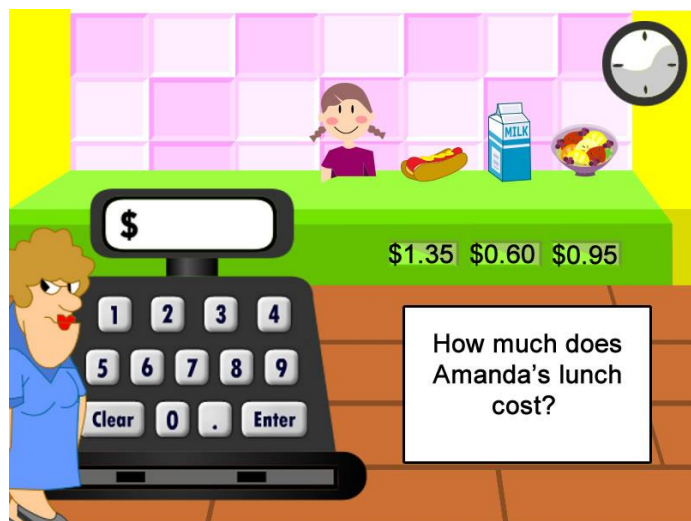 MILK
$
$1.35 $0.60 $0.95
1 2 3 4
5 6 7 8 9
Clear 0 . Enter
How much does
Amanda's lunch
cost?